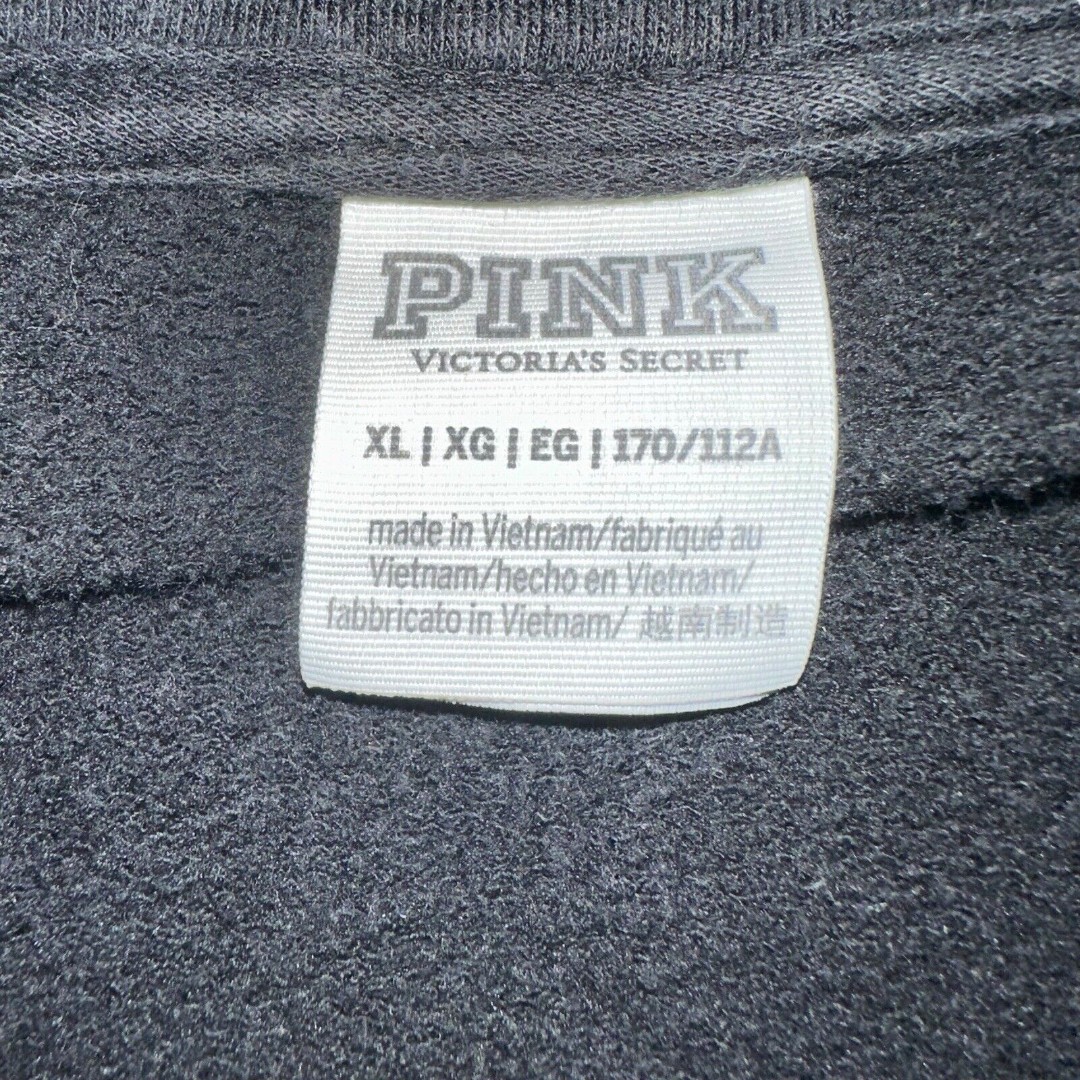 PINK
VICTORIA'S SECRET
XL | XG | EG | 170/112A
made in Vietnam/fabriqué au
Vietnam/hecho en Vietnam/
fabbricato in Vietnam/ 越南制造